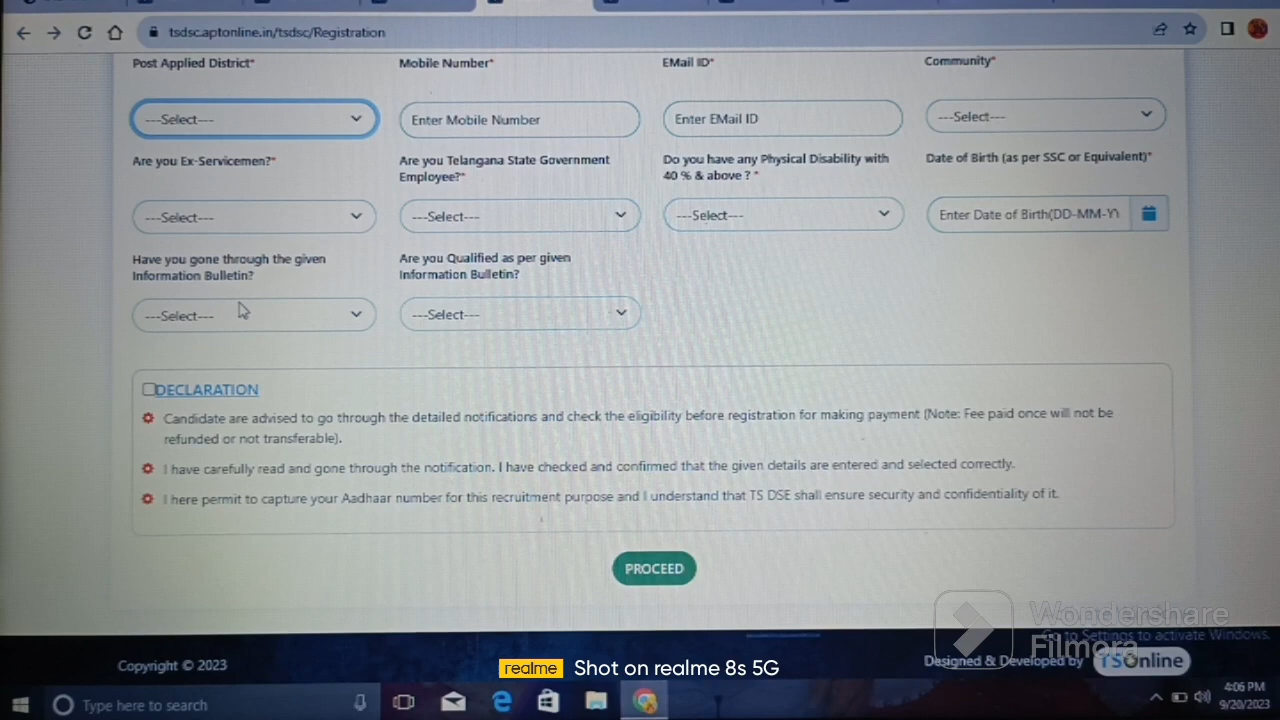 tsdsc.aptonline.in/tsdsc/Registration
Post Applied District*
Mobile Number*
EMail ID*
Community*
---Select---
Enter Mobile Number
Enter EMail ID
---Select---
Are you Ex-Servicemen?*
Are you Telangana State Government
Employee?*
Do you have any Physical Disability with
40 % & above ? *
Date of Birth (as per SSC or Equivalent)*
---Select---
---Select---
---Select---
Enter Date of Birth(DD-MM-Y
Have you gone through the given
Information Bulletin?
Are you Qualified as per given
Information Bulletin?
---Select---
---Select---
DECLARATION
Candidate are advised to go through the detailed notifications and check the eligibility before registration for making payment (Note: Fee paid once will not be
refunded or not transferable).
I have carefully read and gone through the notification. I have checked and confirmed that the given details are entered and selected correctly.
I here permit to capture your Aadhaar number for this recruitment purpose and I understand that TS DSE shall ensure security and confidentiality of it.
PROCEED
Wondershare
Filmora
to Settings to activate Windows.
Copyright © 2023
realme Shot on realme 8s 5G
Designed & Developed by TSOnline
Type here to search
4:06 PM
9/20/2023